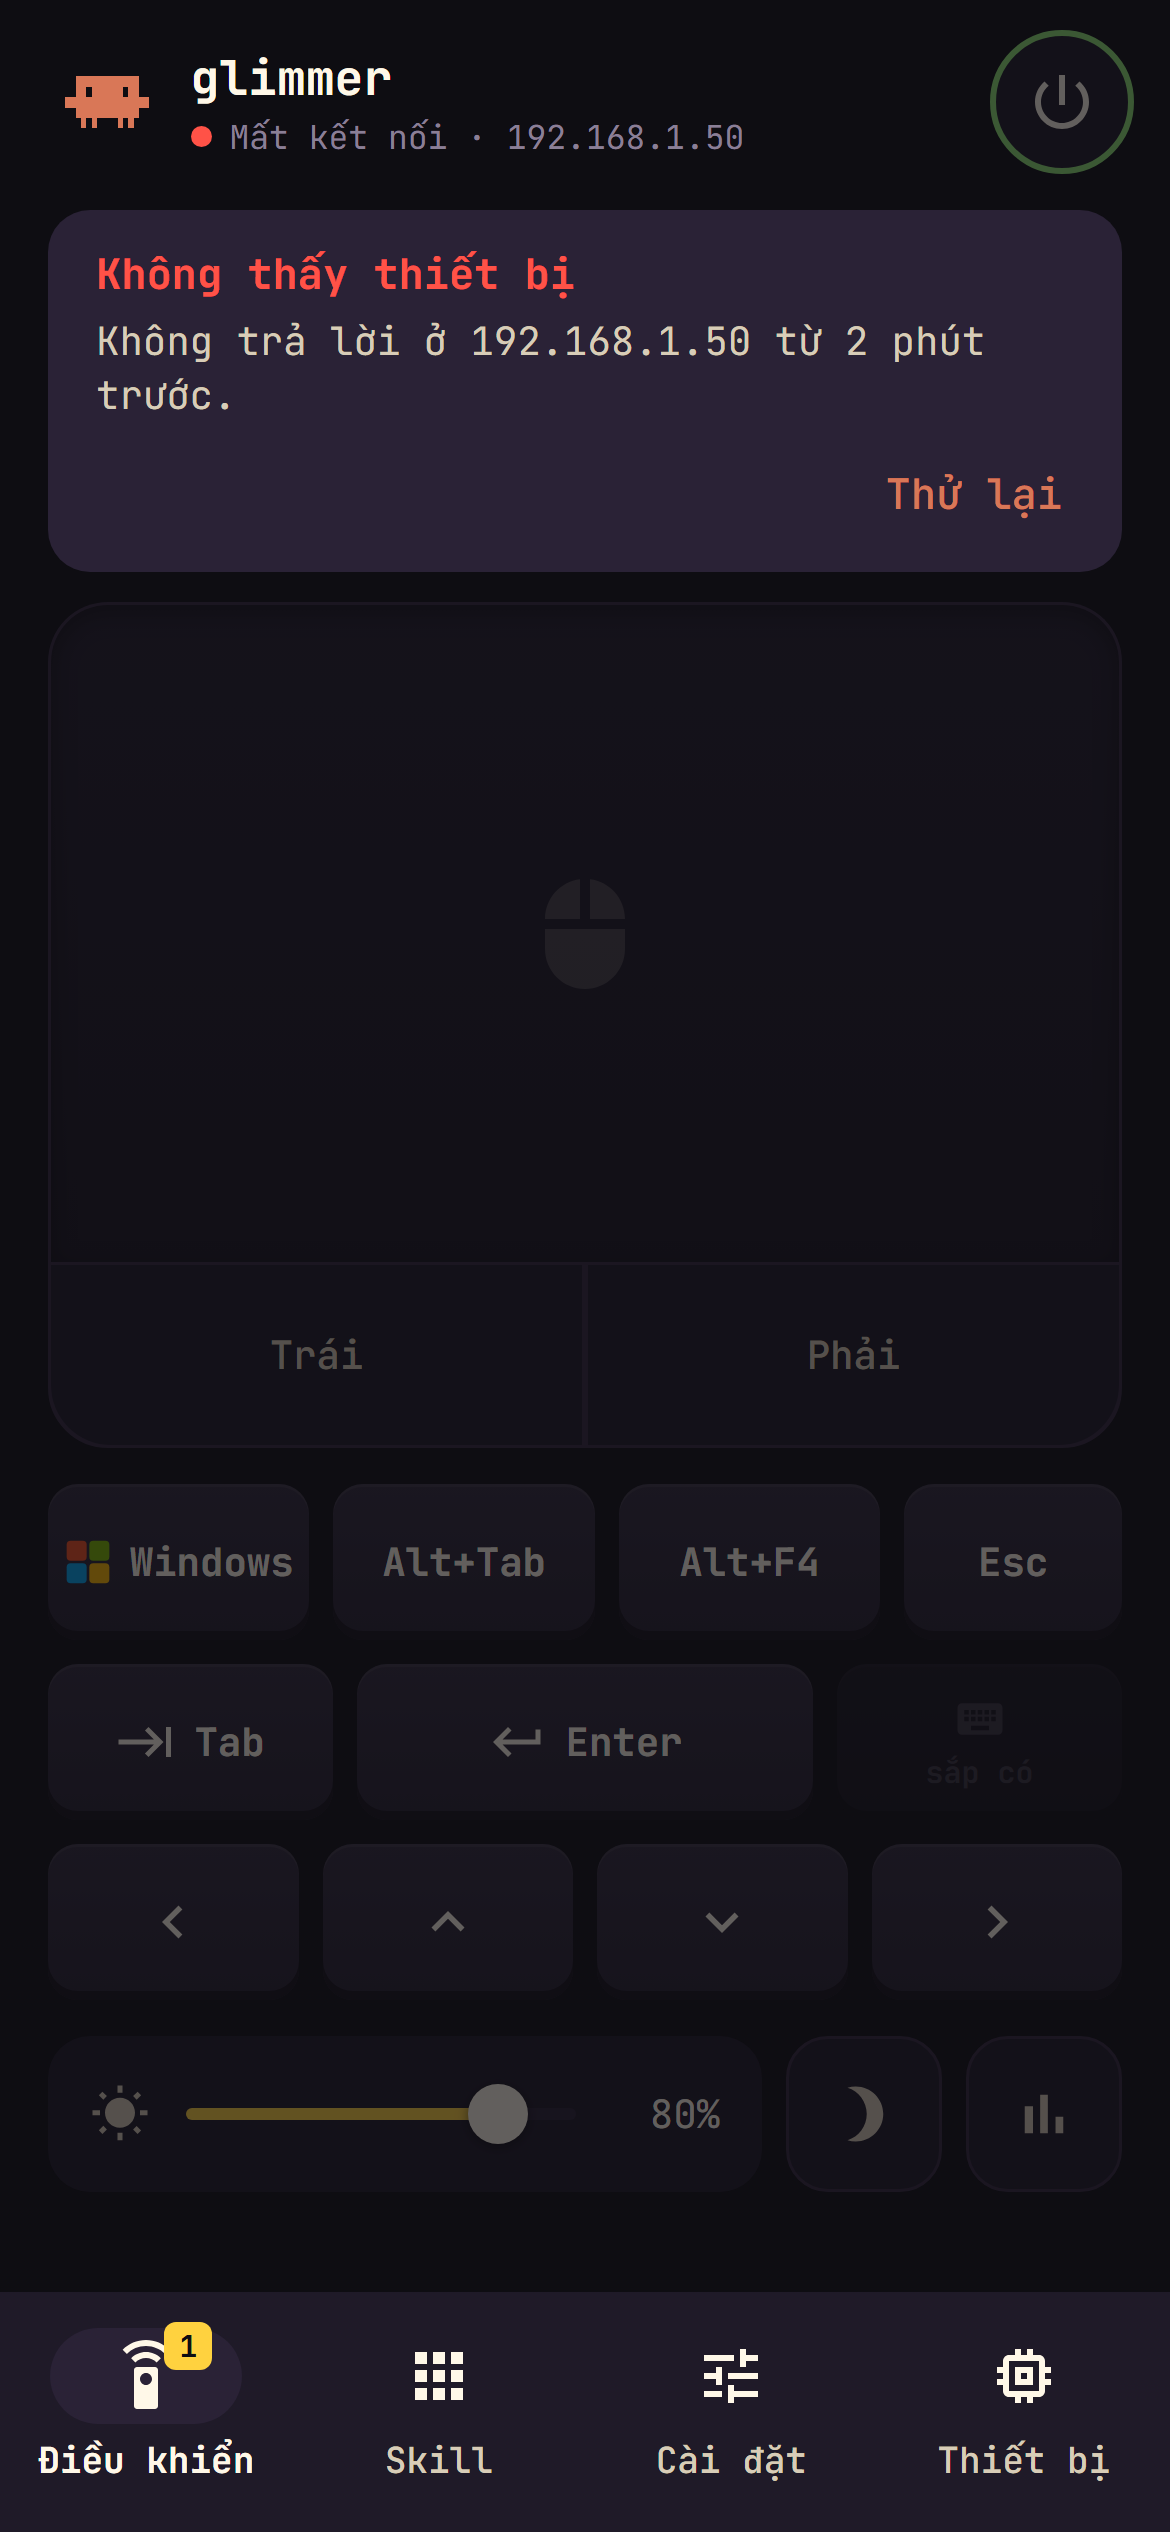 glimmer
Mất kết nối · 192.168.1.50
Không thấy thiết bị
Không trả lời ở 192.168.1.50 từ 2 phút
trước.
Thử lại
Trái
Phải
Windows
Alt+Tab
Alt+F4
Esc
Tab
Enter
sắp có
80%
1
Điều khiển
Skill
Cài đặt
Thiết bị